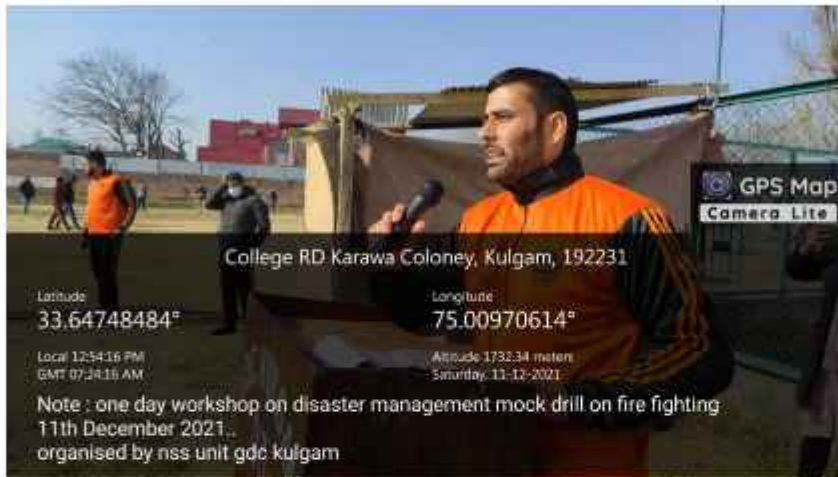 GPS Map
Camera Lite
College RD Karawa Coloney, Kulgam, 192231
Latitude
33.64748484°
Longitude
75.00970614°
Local 12:54:16 PM
GMT 07:24:16 AM
Altitude 1732.34 meters
Saturday, 11-12-2021
Note : one day workshop on disaster management mock drill on fire fighting
11th December 2021..
organised by nss unit gdc kulgam